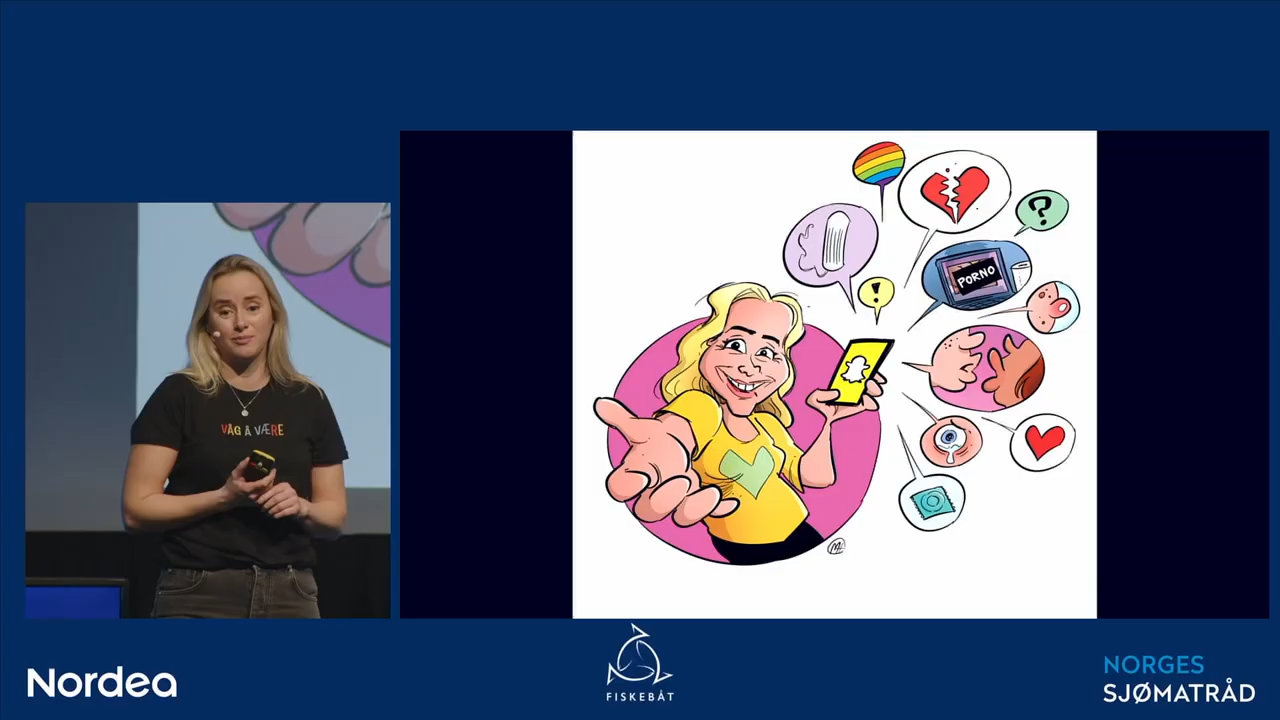 VÅG Å VÆRE
?
!
PORNO
Nordea
FISKEBÅT
NORGES
SJØMATRÅD